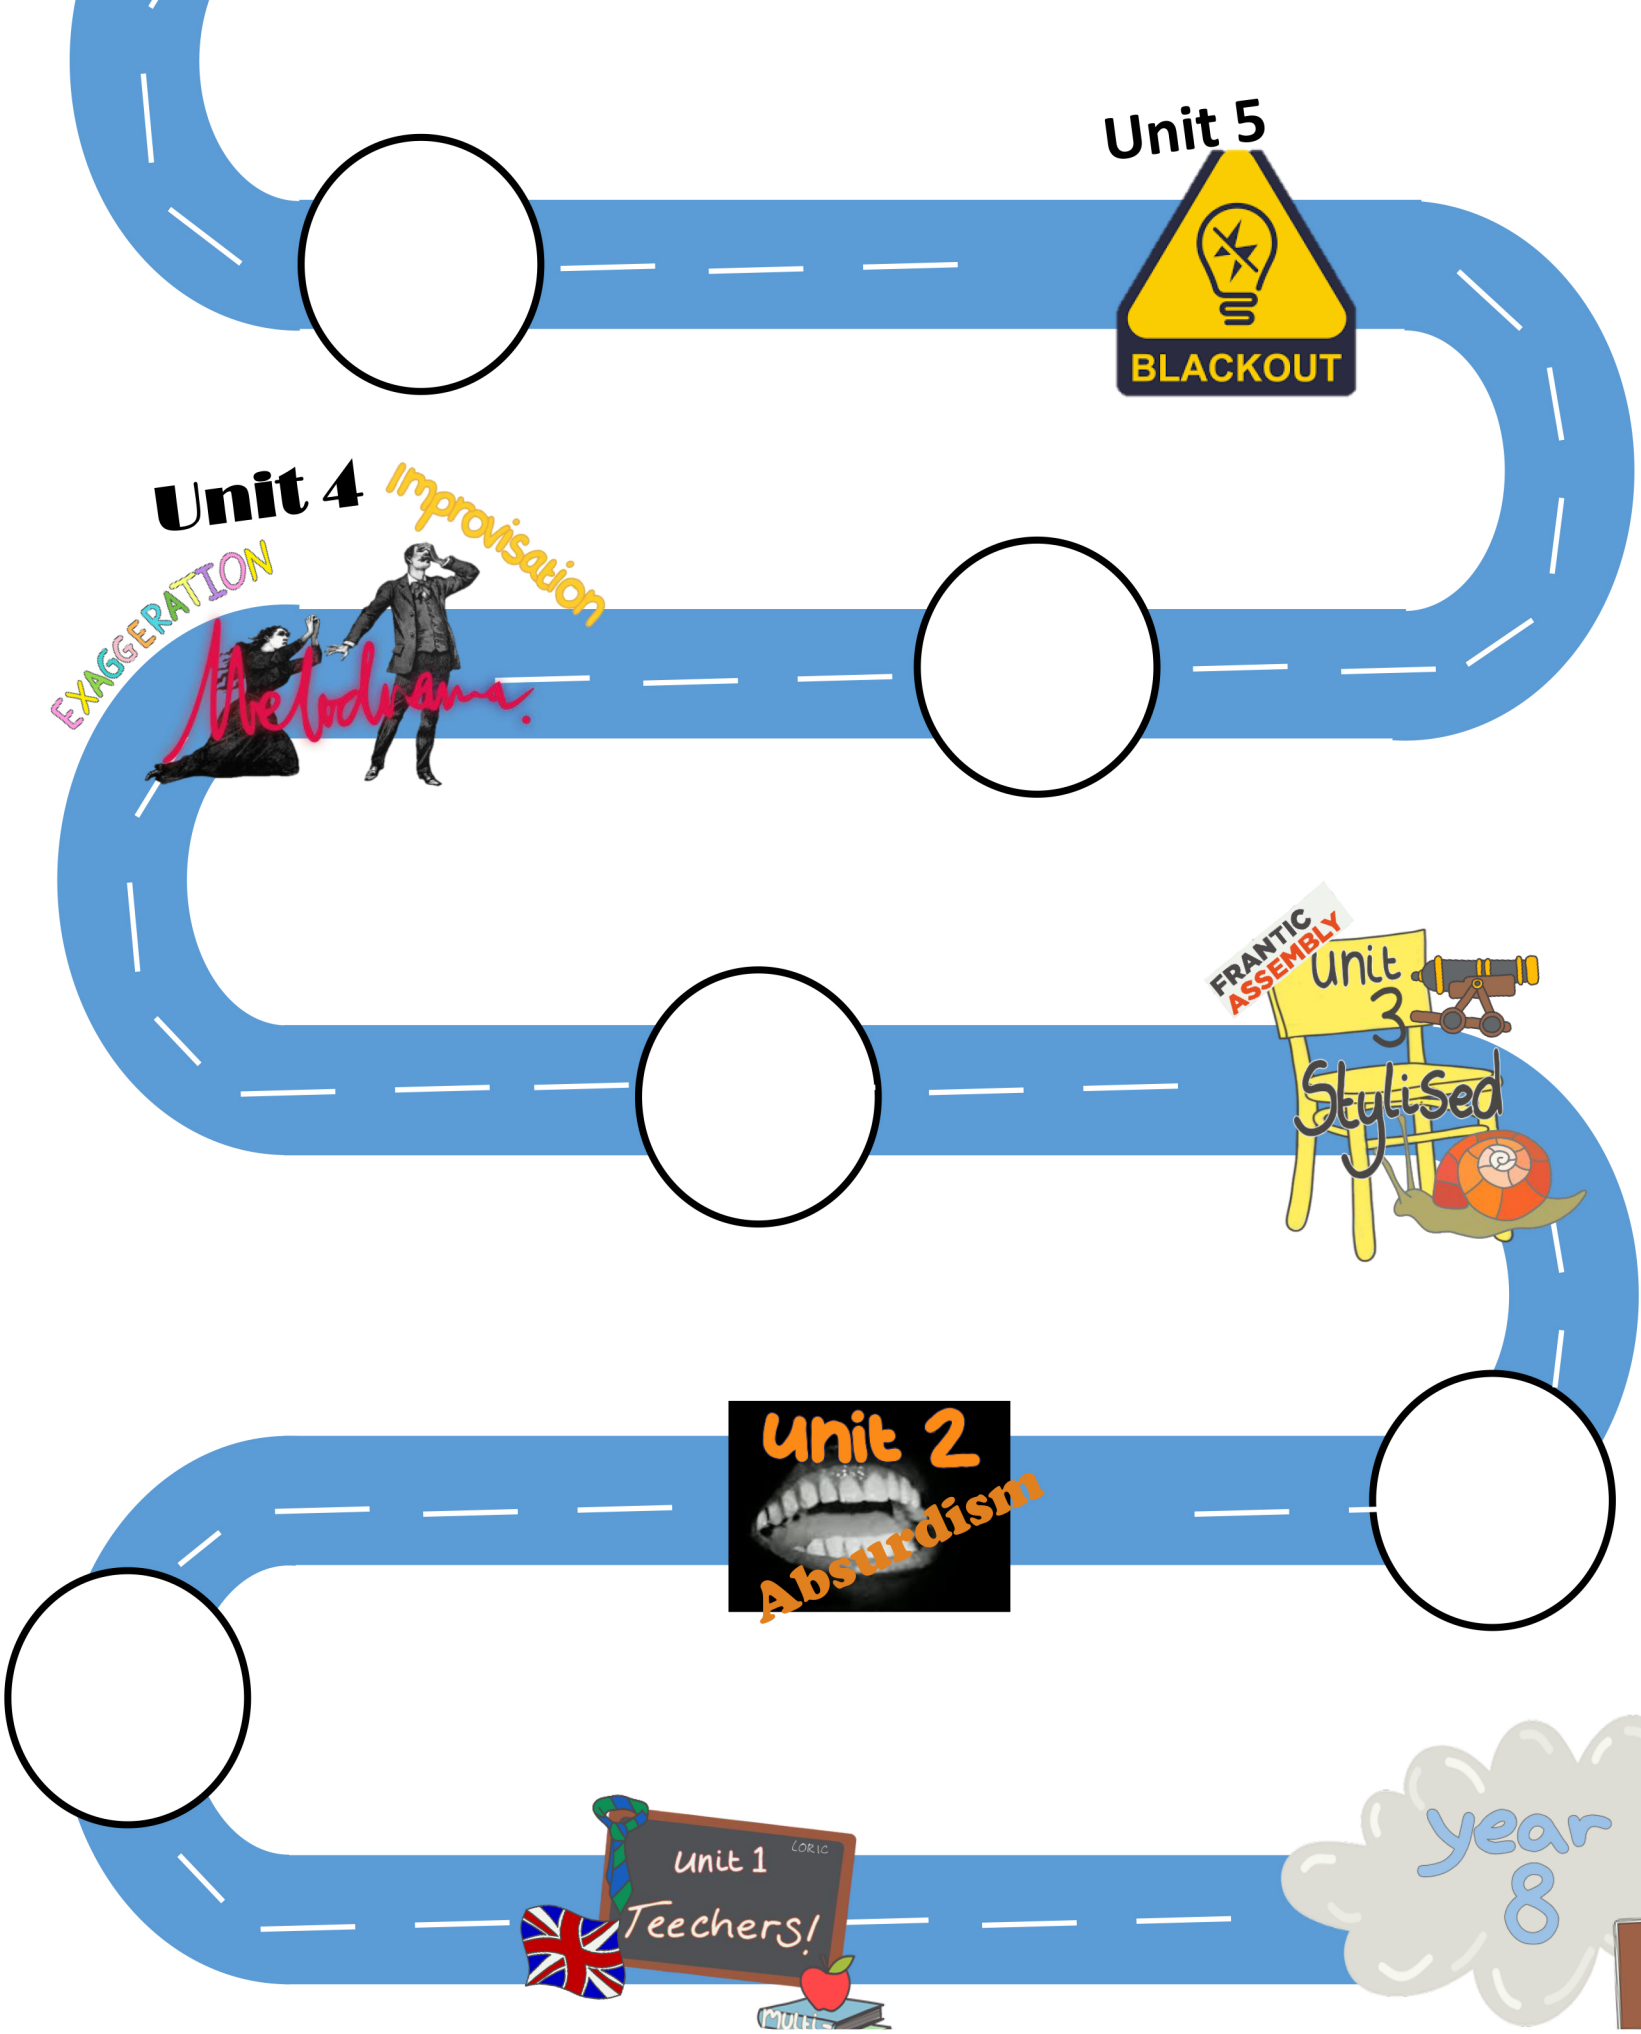 Unit 5
BLACKOUT
Unit 4
Improvisation
EXAGGERATION
Melodrama.
FRANTIC
ASSEMBLY
Unit
3
Stylised
Unit 2
Absurdism
year
8
LORIC
Unit 1
Teechers!
MULTI-